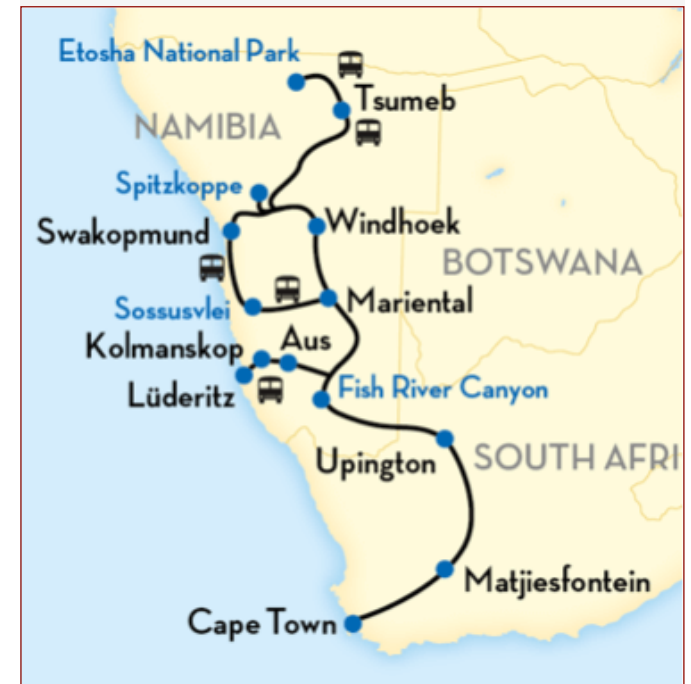 Etosha National Park
Tsumeb
NAMIBIA
Spitzkoppe
Windhoek
Swakopmund
BOTSWANA
Sossusvlei
Mariental
Aus
Kolmanskop
Lüderitz
Fish River Canyon
Upington
SOUTH AFRI
Matjiesfontein
Cape Town